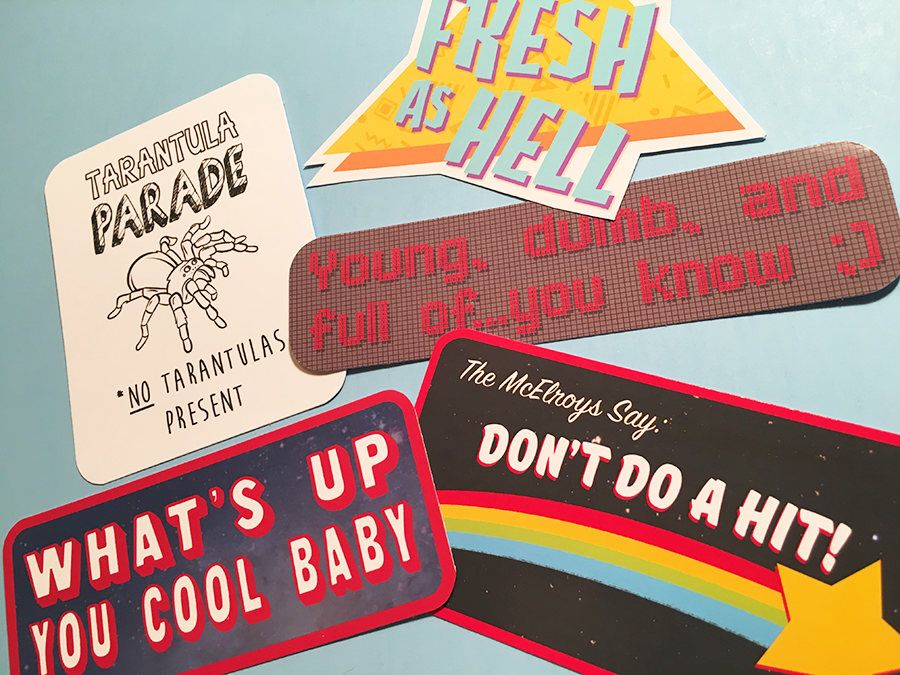 FRESH
AS HELL
TARANTULA
PARADE
*NO TARANTULAS
PRESENT
Young, dumb, and
full of...you know ;)
The McElroys Say:
DON'T DO A HIT!
WHAT'S UP
YOU COOL BABY